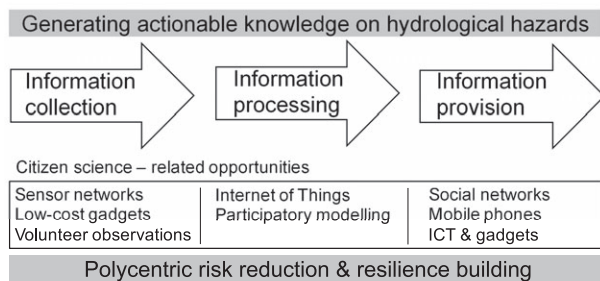 Generating actionable knowledge on hydrological hazards
Information
collection
Information
processing
Information
provision
Citizen science – related opportunities
Sensor networks
Low-cost gadgets
Volunteer observations
Internet of Things
Participatory modelling
Social networks
Mobile phones
ICT & gadgets
Polycentric risk reduction & resilience building